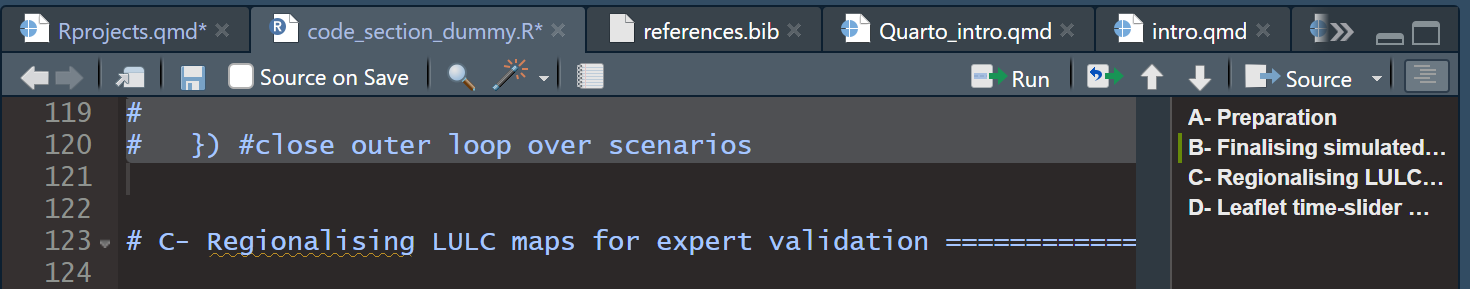 Rprojects.qmd* code_section_dummy.R* references.bib Quarto_intro.qmd intro.qmd
Source on Save Run Source
119 #
120 #   }) #close outer loop over scenarios
121
122
123 # C- Regionalising LULC maps for expert validation ============
124
A- Preparation
B- Finalising simulated...
C- Regionalising LULC...
D- Leaflet time-slider ...